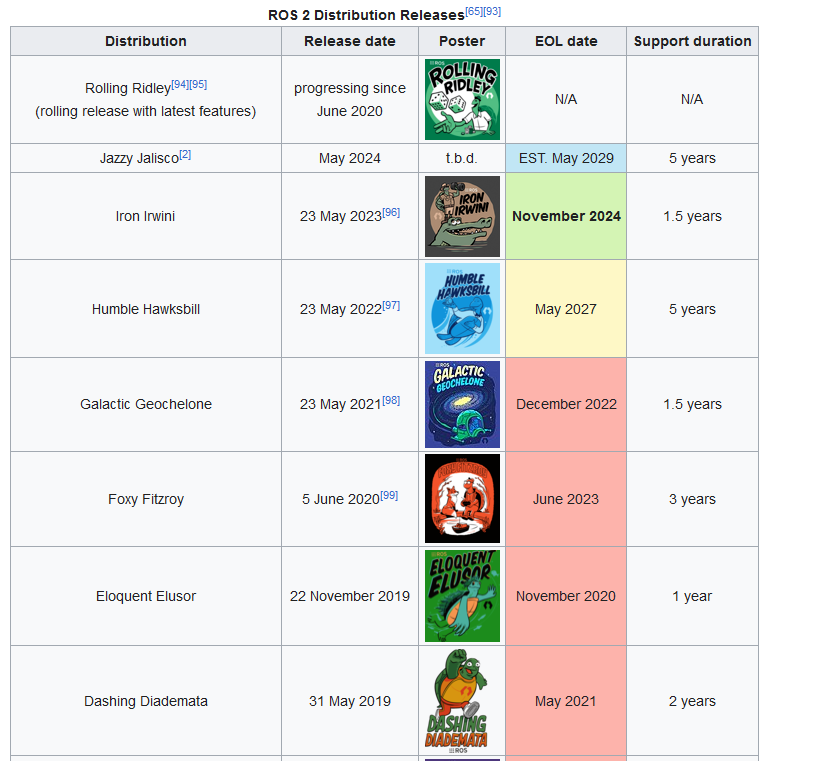 ROS 2 Distribution Releases[65][93]
Distribution Release date Poster EOL date Support duration
Rolling Ridley[94][95]
(rolling release with latest features)
progressing since
June 2020
ROS
ROLLING
RIDLEY
N/A N/A
Jazzy Jalisco[2] May 2024 t.b.d. EST. May 2029 5 years
Iron Irwini 23 May 2023[96]
ROS
IRON
IRWINI
November 2024 1.5 years
Humble Hawksbill 23 May 2022[97]
ROS
HUMBLE
HAWKSBILL
May 2027 5 years
Galactic Geochelone 23 May 2021[98]
ROS
GALACTIC
GEOCHELONE
December 2022 1.5 years
Foxy Fitzroy 5 June 2020[99]
June 2023 3 years
Eloquent Elusor 22 November 2019
ROS
ELOQUENT
ELUSOR
November 2020 1 year
Dashing Diademata 31 May 2019
DASHING
DIADEMATA
ROS
May 2021 2 years